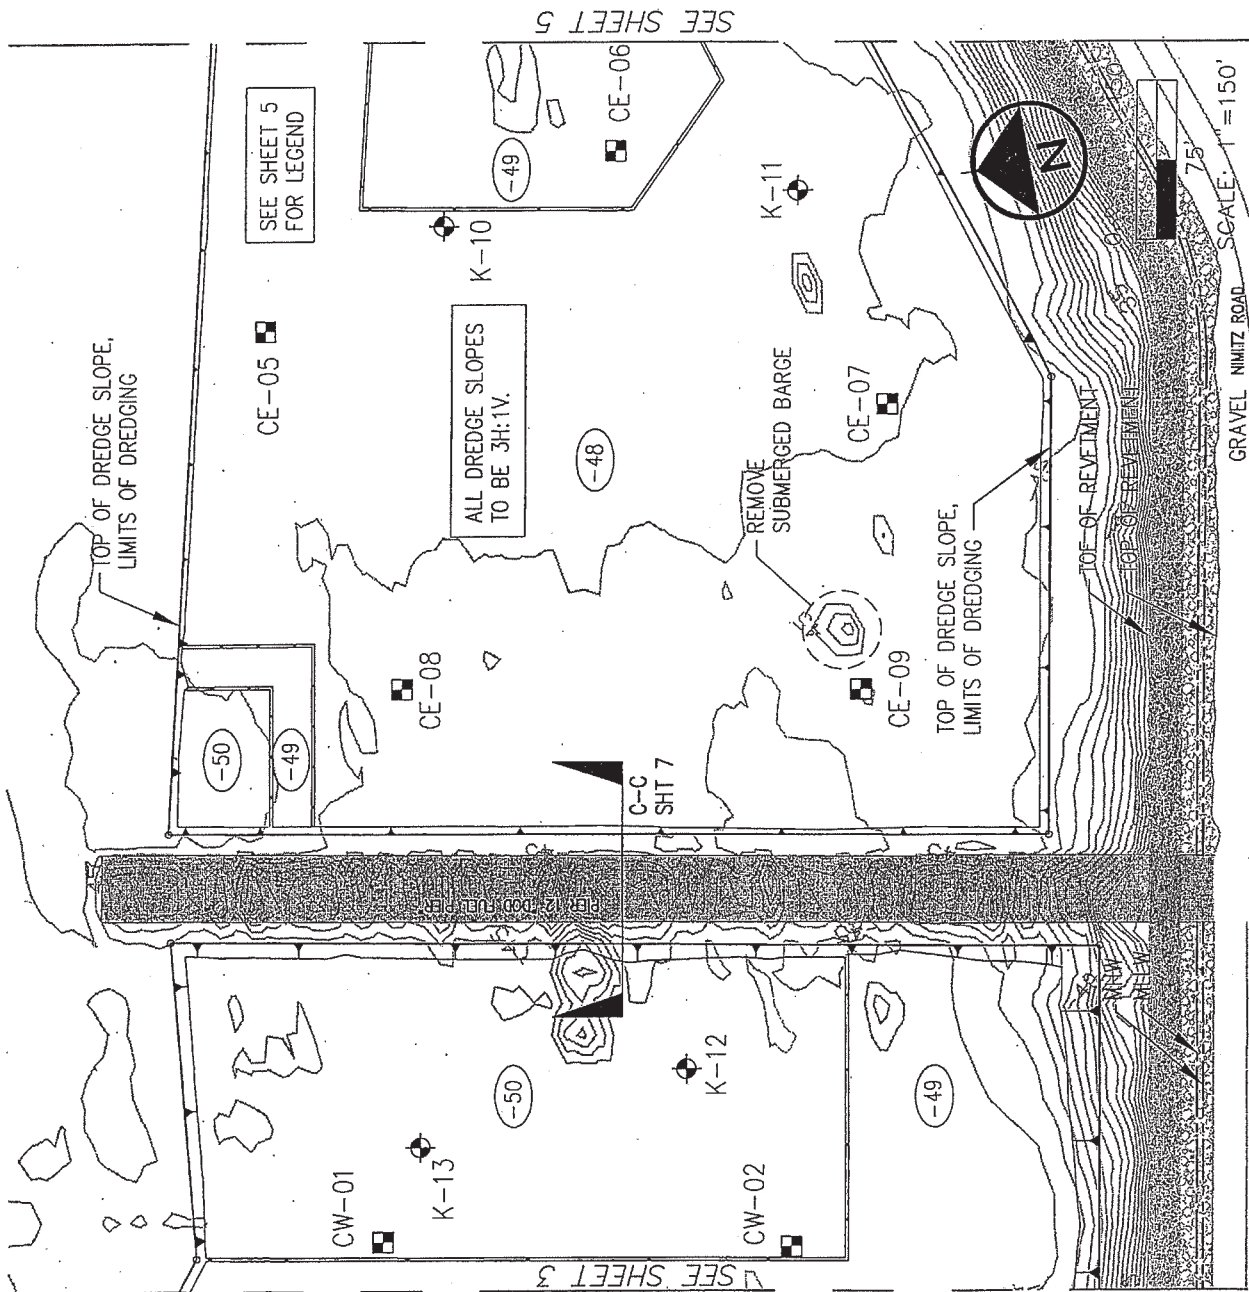 SEE SHEET 5
SEE SHEET 5
FOR LEGEND
CE-06
-49
K-10
K-11
CE-05
TOP OF DREDGE SLOPE,
LIMITS OF DREDGING
ALL DREDGE SLOPES
TO BE 3H:1V.
-48
CE-07
REMOVE
SUBMERGED BARGE
N
150'
75'
0
SCALE: 1"=150'
GRAVEL NIMITZ ROAD
TOE OF REVETMENT
TOP OF REVETMENT
TOP OF DREDGE SLOPE,
LIMITS OF DREDGING
CE-08
CE-09
-50
-49
C-C
SHT 7
PIER 12 "DOD FUEL PIER"
MHW
MLLW
K-12
-50
-49
K-13
CW-01
CW-02
SEE SHEET 3